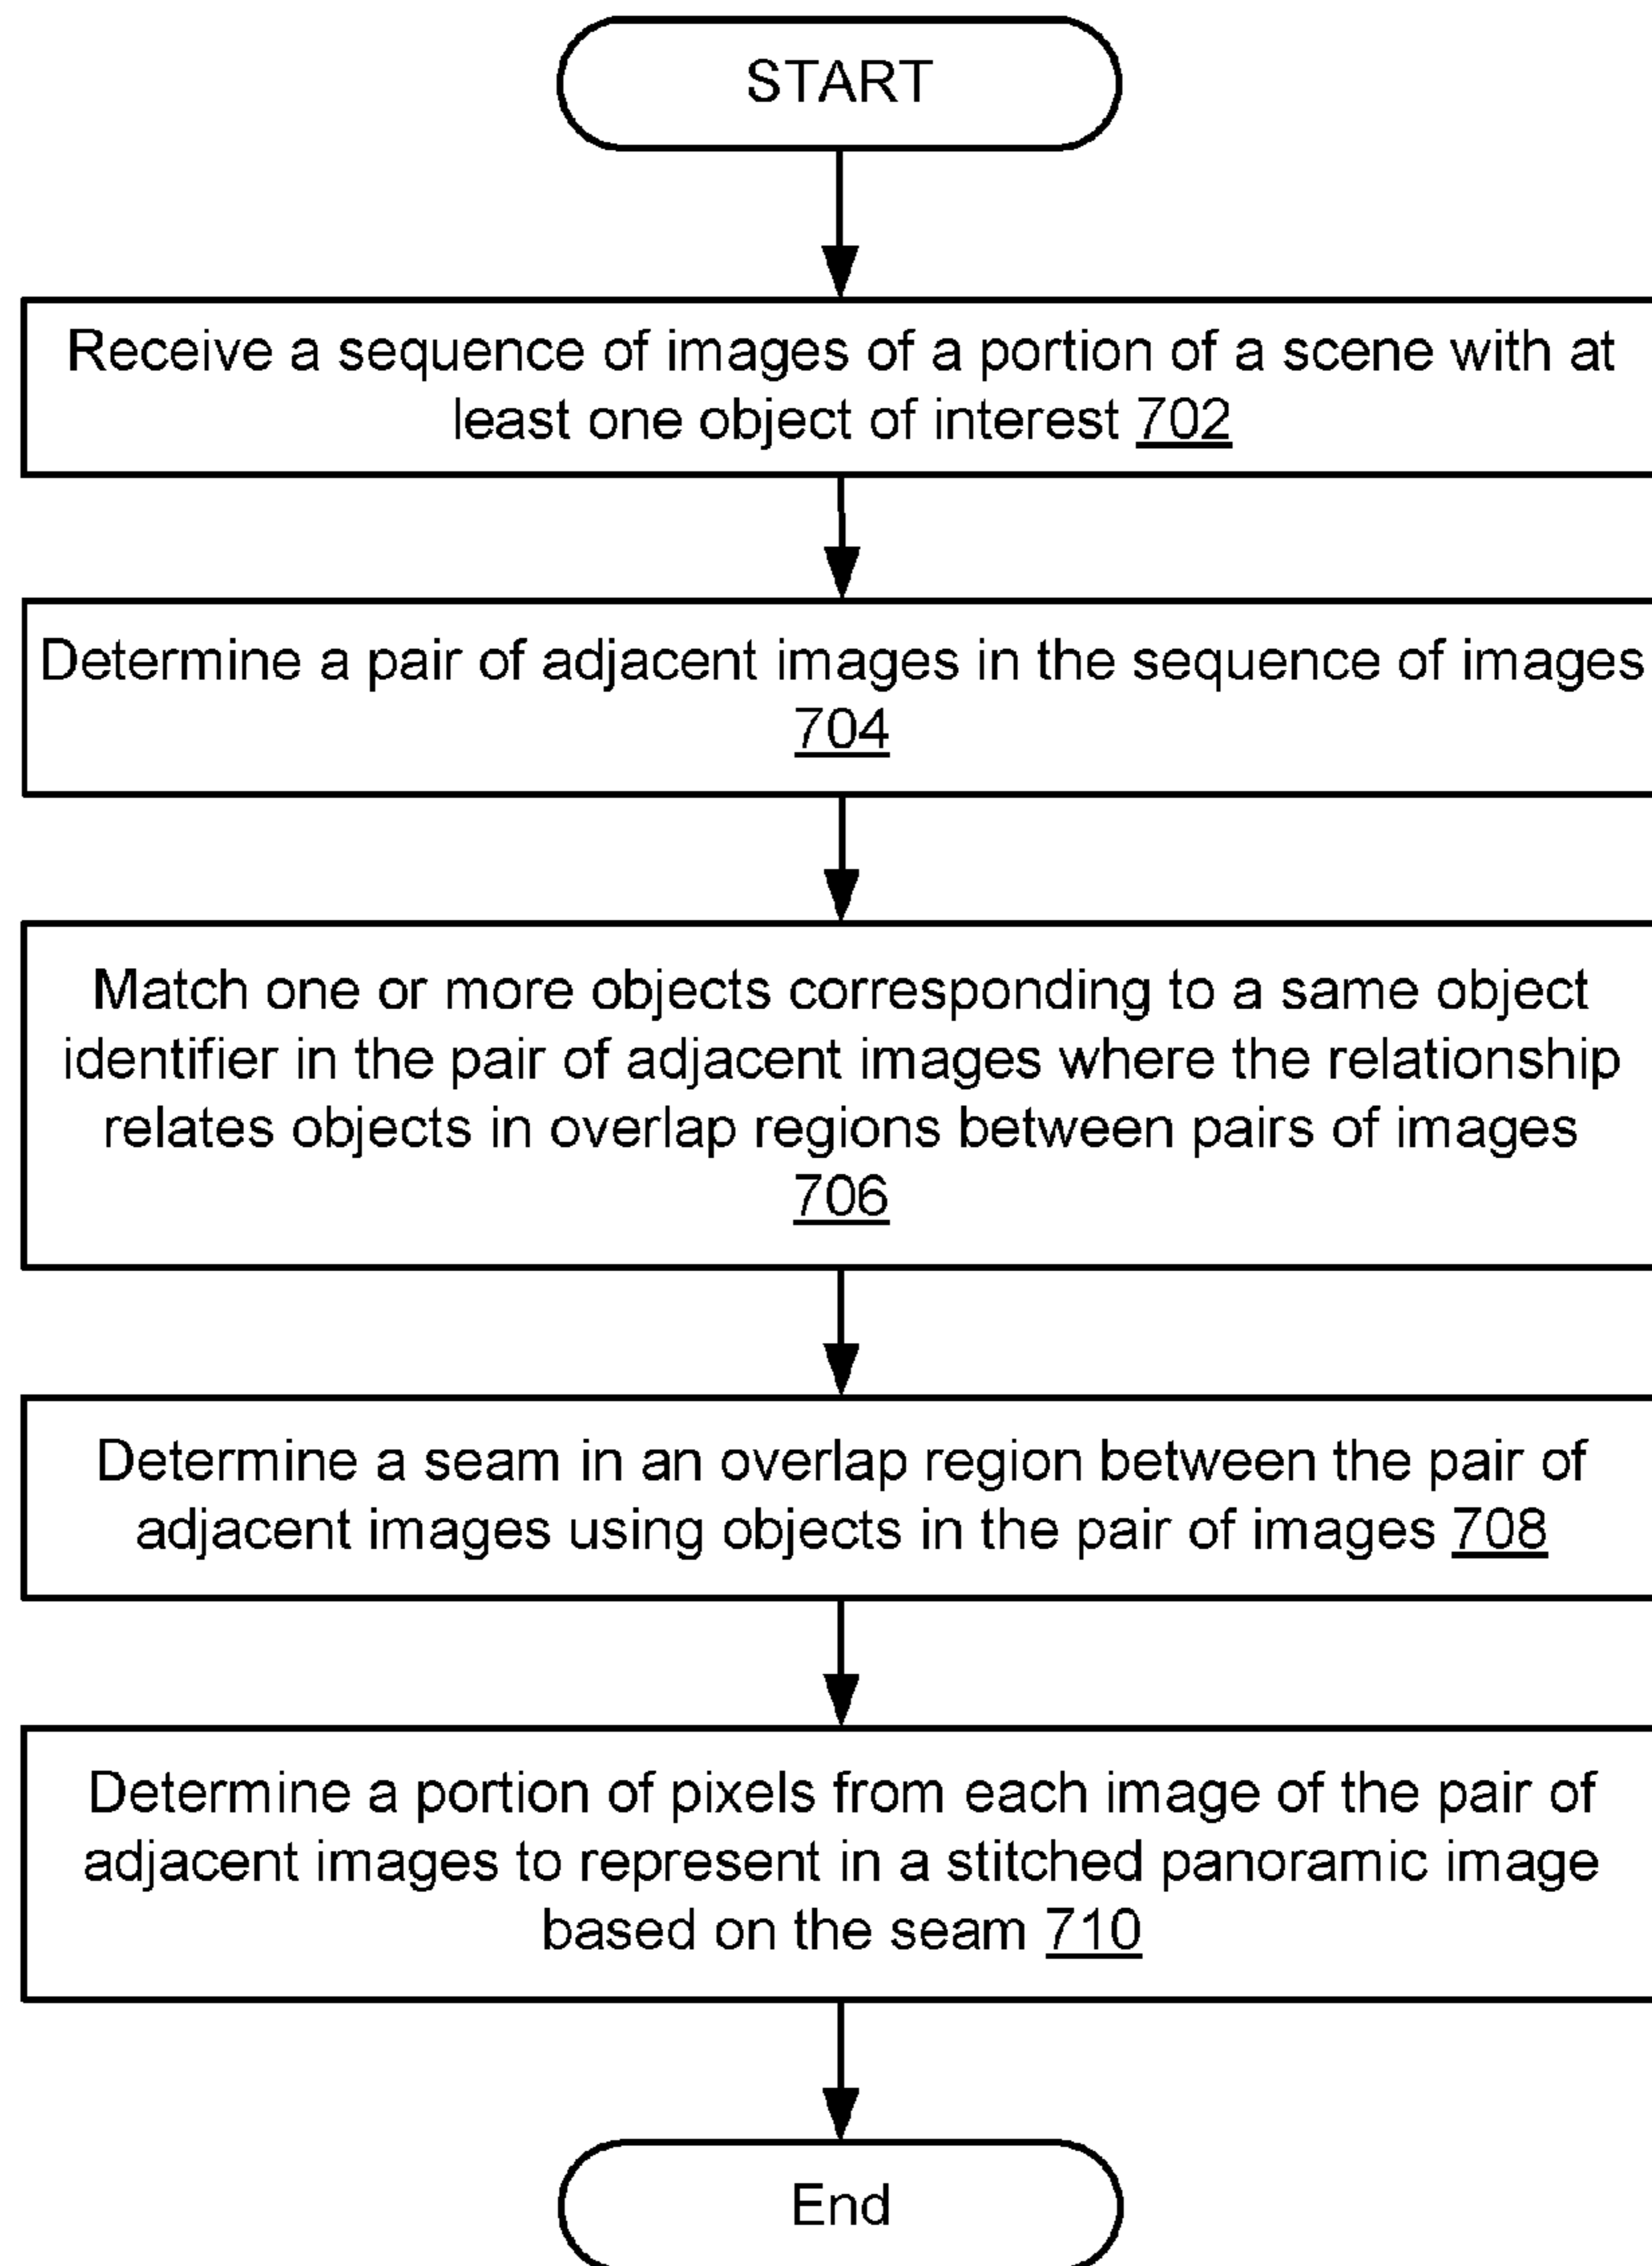 START
Receive a sequence of images of a portion of a scene with at
least one object of interest 702
Determine a pair of adjacent images in the sequence of images
704
Match one or more objects corresponding to a same object
identifier in the pair of adjacent images where the relationship
relates objects in overlap regions between pairs of images
706
Determine a seam in an overlap region between the pair of
adjacent images using objects in the pair of images 708
Determine a portion of pixels from each image of the pair of
adjacent images to represent in a stitched panoramic image
based on the seam 710
End